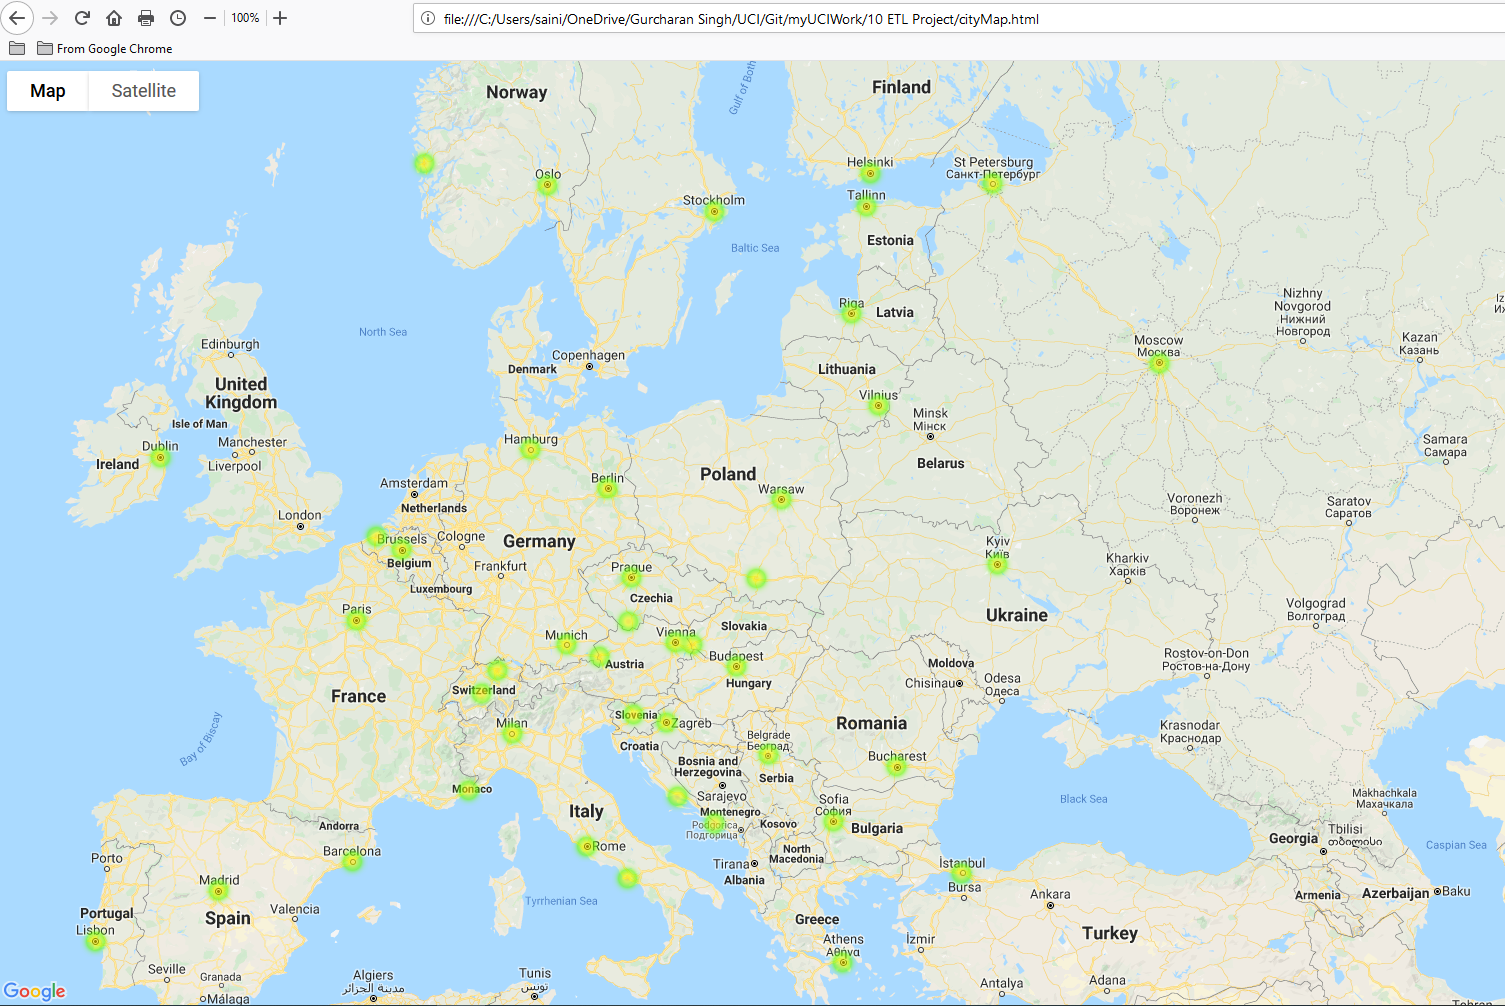 100%
file:///C:/Users/saini/OneDrive/Gurcharan Singh/UCI/Git/myUCIWork/10 ETL Project/cityMap.html
From Google Chrome
Map
Satellite
Norway
Finland
Gulf of Both
Helsinki
St Petersburg
Санкт-Петербург
Oslo
Stockholm
Tallinn
Estonia
Baltic Sea
Riga
Latvia
Nizhny
Novgorod
Нижний
Новгород
North Sea
Edinburgh
Moscow
Москва
Kazan
Казань
Copenhagen
Denmark
Lithuania
United
Kingdom
Vilnius
Isle of Man
Minsk
Мінск
Manchester
Hamburg
Dublin
Ireland
Liverpool
Belarus
Samara
Самара
Poland
Berlin
Amsterdam
Warsaw
Netherlands
Voronezh
Воронеж
Saratov
Саратов
London
Brussels
Cologne
Germany
Kyiv
Київ
Belgium
Frankfurt
Prague
Kharkiv
Харків
Luxembourg
Czechia
Paris
Ukraine
Volgograd
Волгоград
Slovakia
Munich
Vienna
Austria
Budapest
Moldova
Rostov-on-Don
Ростов-на-Дону
Hungary
Chisinau
Odesa
Одеса
Switzerland
France
Slovenia
Zagreb
Romania
Milan
Bay of Biscay
Krasnodar
Краснодар
Croatia
Belgrade
Београд
Bucharest
Bosnia and
Herzegovina
Serbia
Monaco
Sarajevo
Sofia
София
Black Sea
Makhachkala
Махачкала
Italy
Montenegro
Podgorica
Подгорица
Kosovo
Bulgaria
Andorra
Georgia
Tbilisi
თბილისი
Caspian Sea
Barcelona
Rome
North
Macedonia
Porto
Tirana
Albania
İstanbul
Bursa
Madrid
Ankara
Armenia
Azerbaijan
Baku
Valencia
Tyrrhenian Sea
Portugal
Spain
Lisbon
Greece
Turkey
Athens
Αθήνα
İzmir
Seville
Granada
Algiers
مدينة الجزائر
Tunis
تونس
Antalya
Adana
Málaga
Google